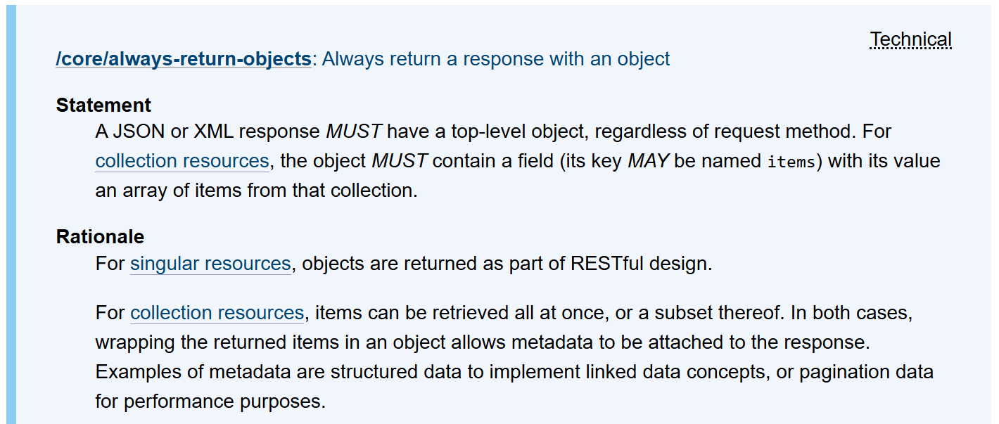 Technical
/core/always-return-objects: Always return a response with an object
Statement
A JSON or XML response MUST have a top-level object, regardless of request method. For
collection resources, the object MUST contain a field (its key MAY be named items) with its value
an array of items from that collection.
Rationale
For singular resources, objects are returned as part of RESTful design.
For collection resources, items can be retrieved all at once, or a subset thereof. In both cases,
wrapping the returned items in an object allows metadata to be attached to the response.
Examples of metadata are structured data to implement linked data concepts, or pagination data
for performance purposes.